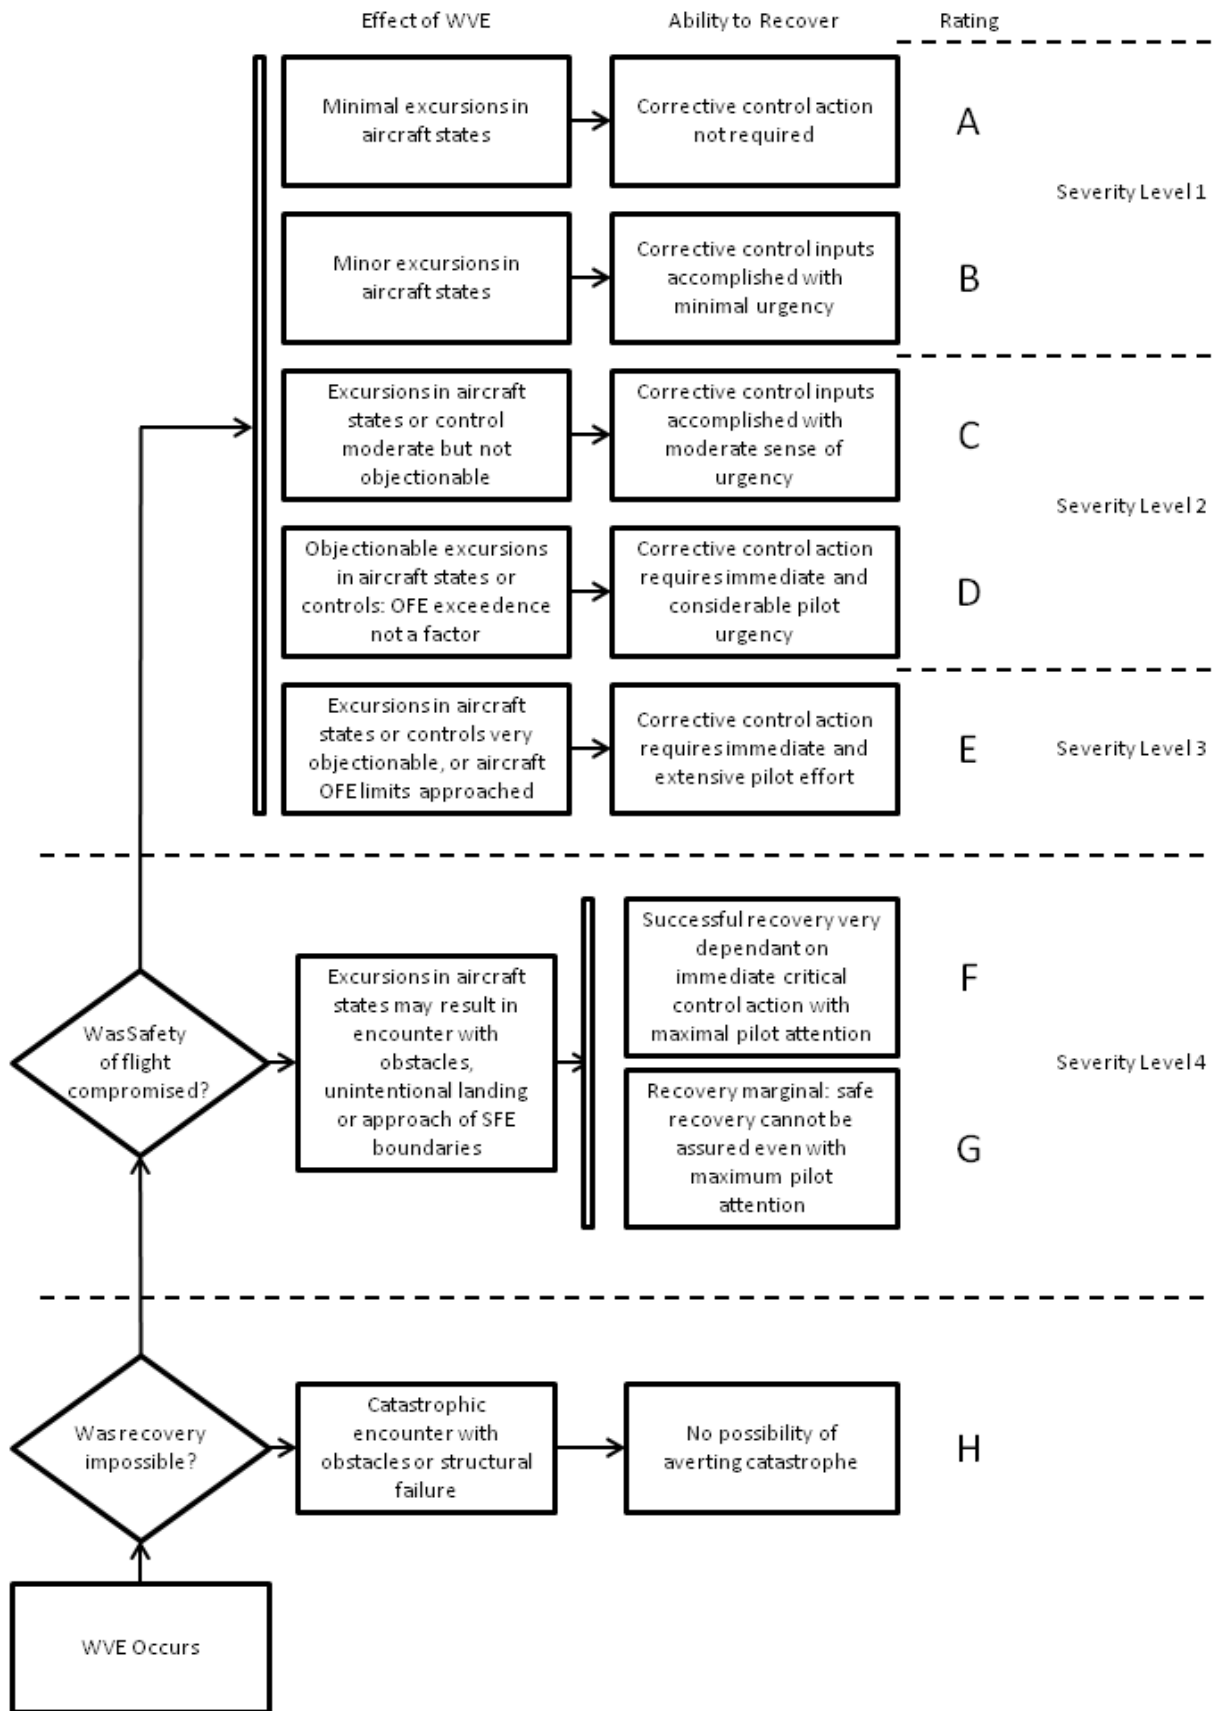 Effect of WVE
Ability to Recover
Rating
Minimal excursions in
aircraft states
Corrective control action
not required
A
Severity Level 1
Minor excursions in
aircraft states
Corrective control inputs
accomplished with
minimal urgency
B
Excursions in aircraft
states or control
moderate but not
objectionable
Corrective control inputs
accomplished with
moderate sense of
urgency
C
Severity Level 2
Objectionable excursions
in aircraft states or
controls: OFE exceedence
not a factor
Corrective control action
requires immediate and
considerable pilot
urgency
D
Excursions in aircraft
states or controls very
objectionable, or aircraft
OFE limits approached
Corrective control action
requires immediate and
extensive pilot effort
E
Severity Level 3
Was Safety
of flight
compromised?
Excursions in aircraft
states may result in
encounter with
obstacles,
unintentional landing
or approach of SFE
boundaries
Successful recovery very
dependant on
immediate critical
control action with
maximal pilot attention
F
Severity Level 4
Recovery marginal: safe
recovery cannot be
assured even with
maximum pilot
attention
G
Was recovery
impossible?
Catastrophic
encounter with
obstacles or structural
failure
No possibility of
averting catastrophe
H
WVE Occurs